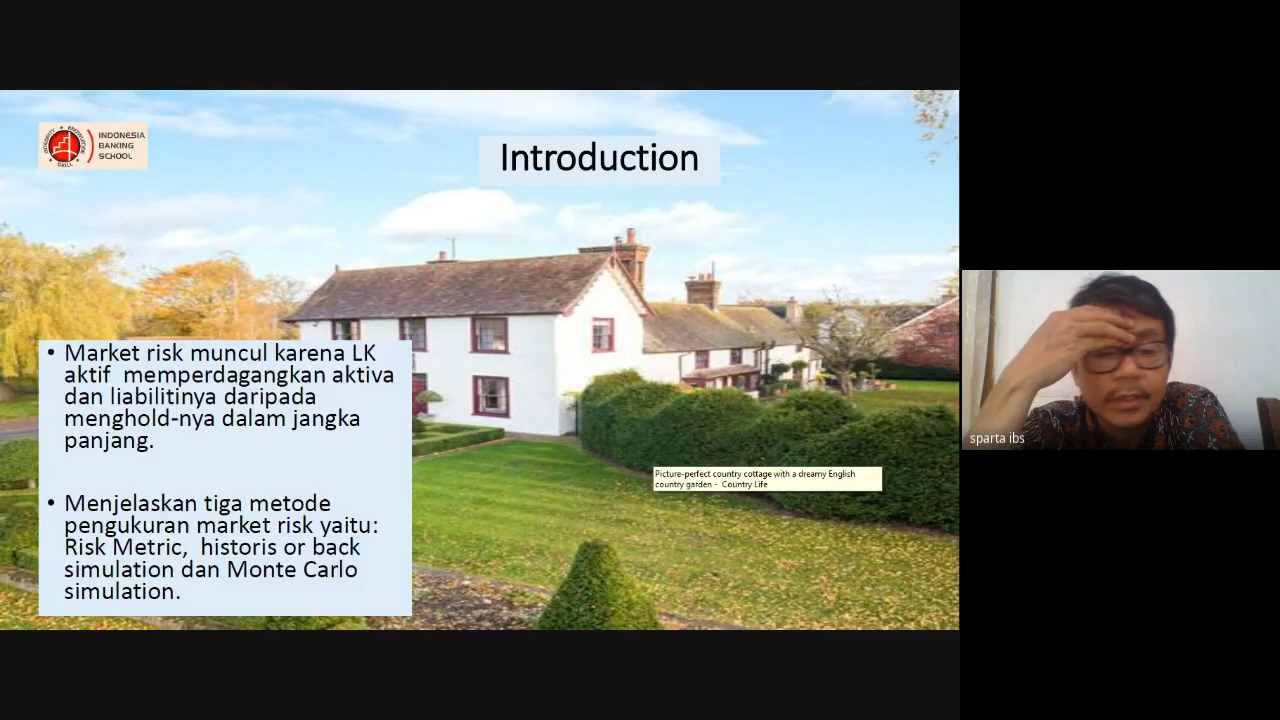 INDONESIA
BANKING
SCHOOL
Introduction
• Market risk muncul karena LK
aktif memperdagangkan aktiva
dan liabilitinya daripada
menghold-nya dalam jangka
panjang.
• Menjelaskan tiga metode
pengukuran market risk yaitu:
Risk Metric, historis or back
simulation dan Monte Carlo
simulation.
Picture-perfect country cottage with a dreamy English
country garden - Country Life
sparta ibs